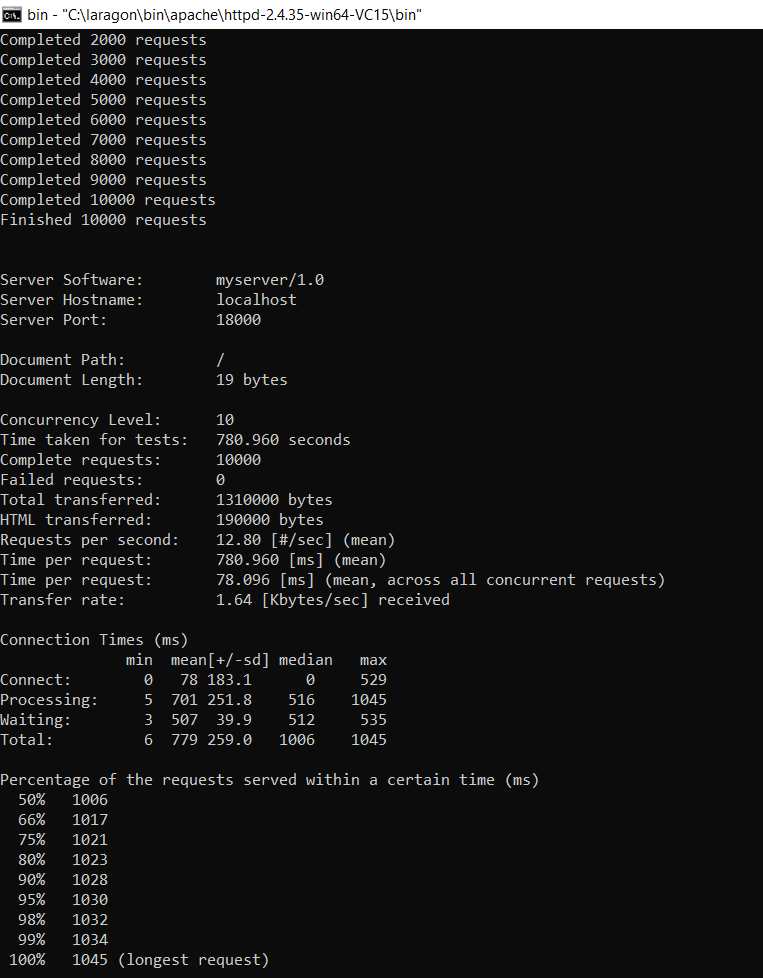 bin - "C:\laragon\bin\apache\httpd-2.4.35-win64-VC15\bin"
Completed 2000 requests
Completed 3000 requests
Completed 4000 requests
Completed 5000 requests
Completed 6000 requests
Completed 7000 requests
Completed 8000 requests
Completed 9000 requests
Completed 10000 requests
Finished 10000 requests
Server Software:        myserver/1.0
Server Hostname:        localhost
Server Port:            18000
Document Path:          /
Document Length:        19 bytes
Concurrency Level:      10
Time taken for tests:   780.960 seconds
Complete requests:      10000
Failed requests:        0
Total transferred:      1310000 bytes
HTML transferred:       190000 bytes
Requests per second:    12.80 [#/sec] (mean)
Time per request:       780.960 [ms] (mean)
Time per request:       78.096 [ms] (mean, across all concurrent requests)
Transfer rate:          1.64 [Kbytes/sec] received
Connection Times (ms)
              min  mean[+/-sd] median   max
Connect:        0   78 183.1      0     529
Processing:     5  701 251.8    516    1045
Waiting:        3  507  39.9    512     535
Total:          6  779 259.0   1006    1045
Percentage of the requests served within a certain time (ms)
  50%   1006
  66%   1017
  75%   1021
  80%   1023
  90%   1028
  95%   1030
  98%   1032
  99%   1034
 100%   1045 (longest request)